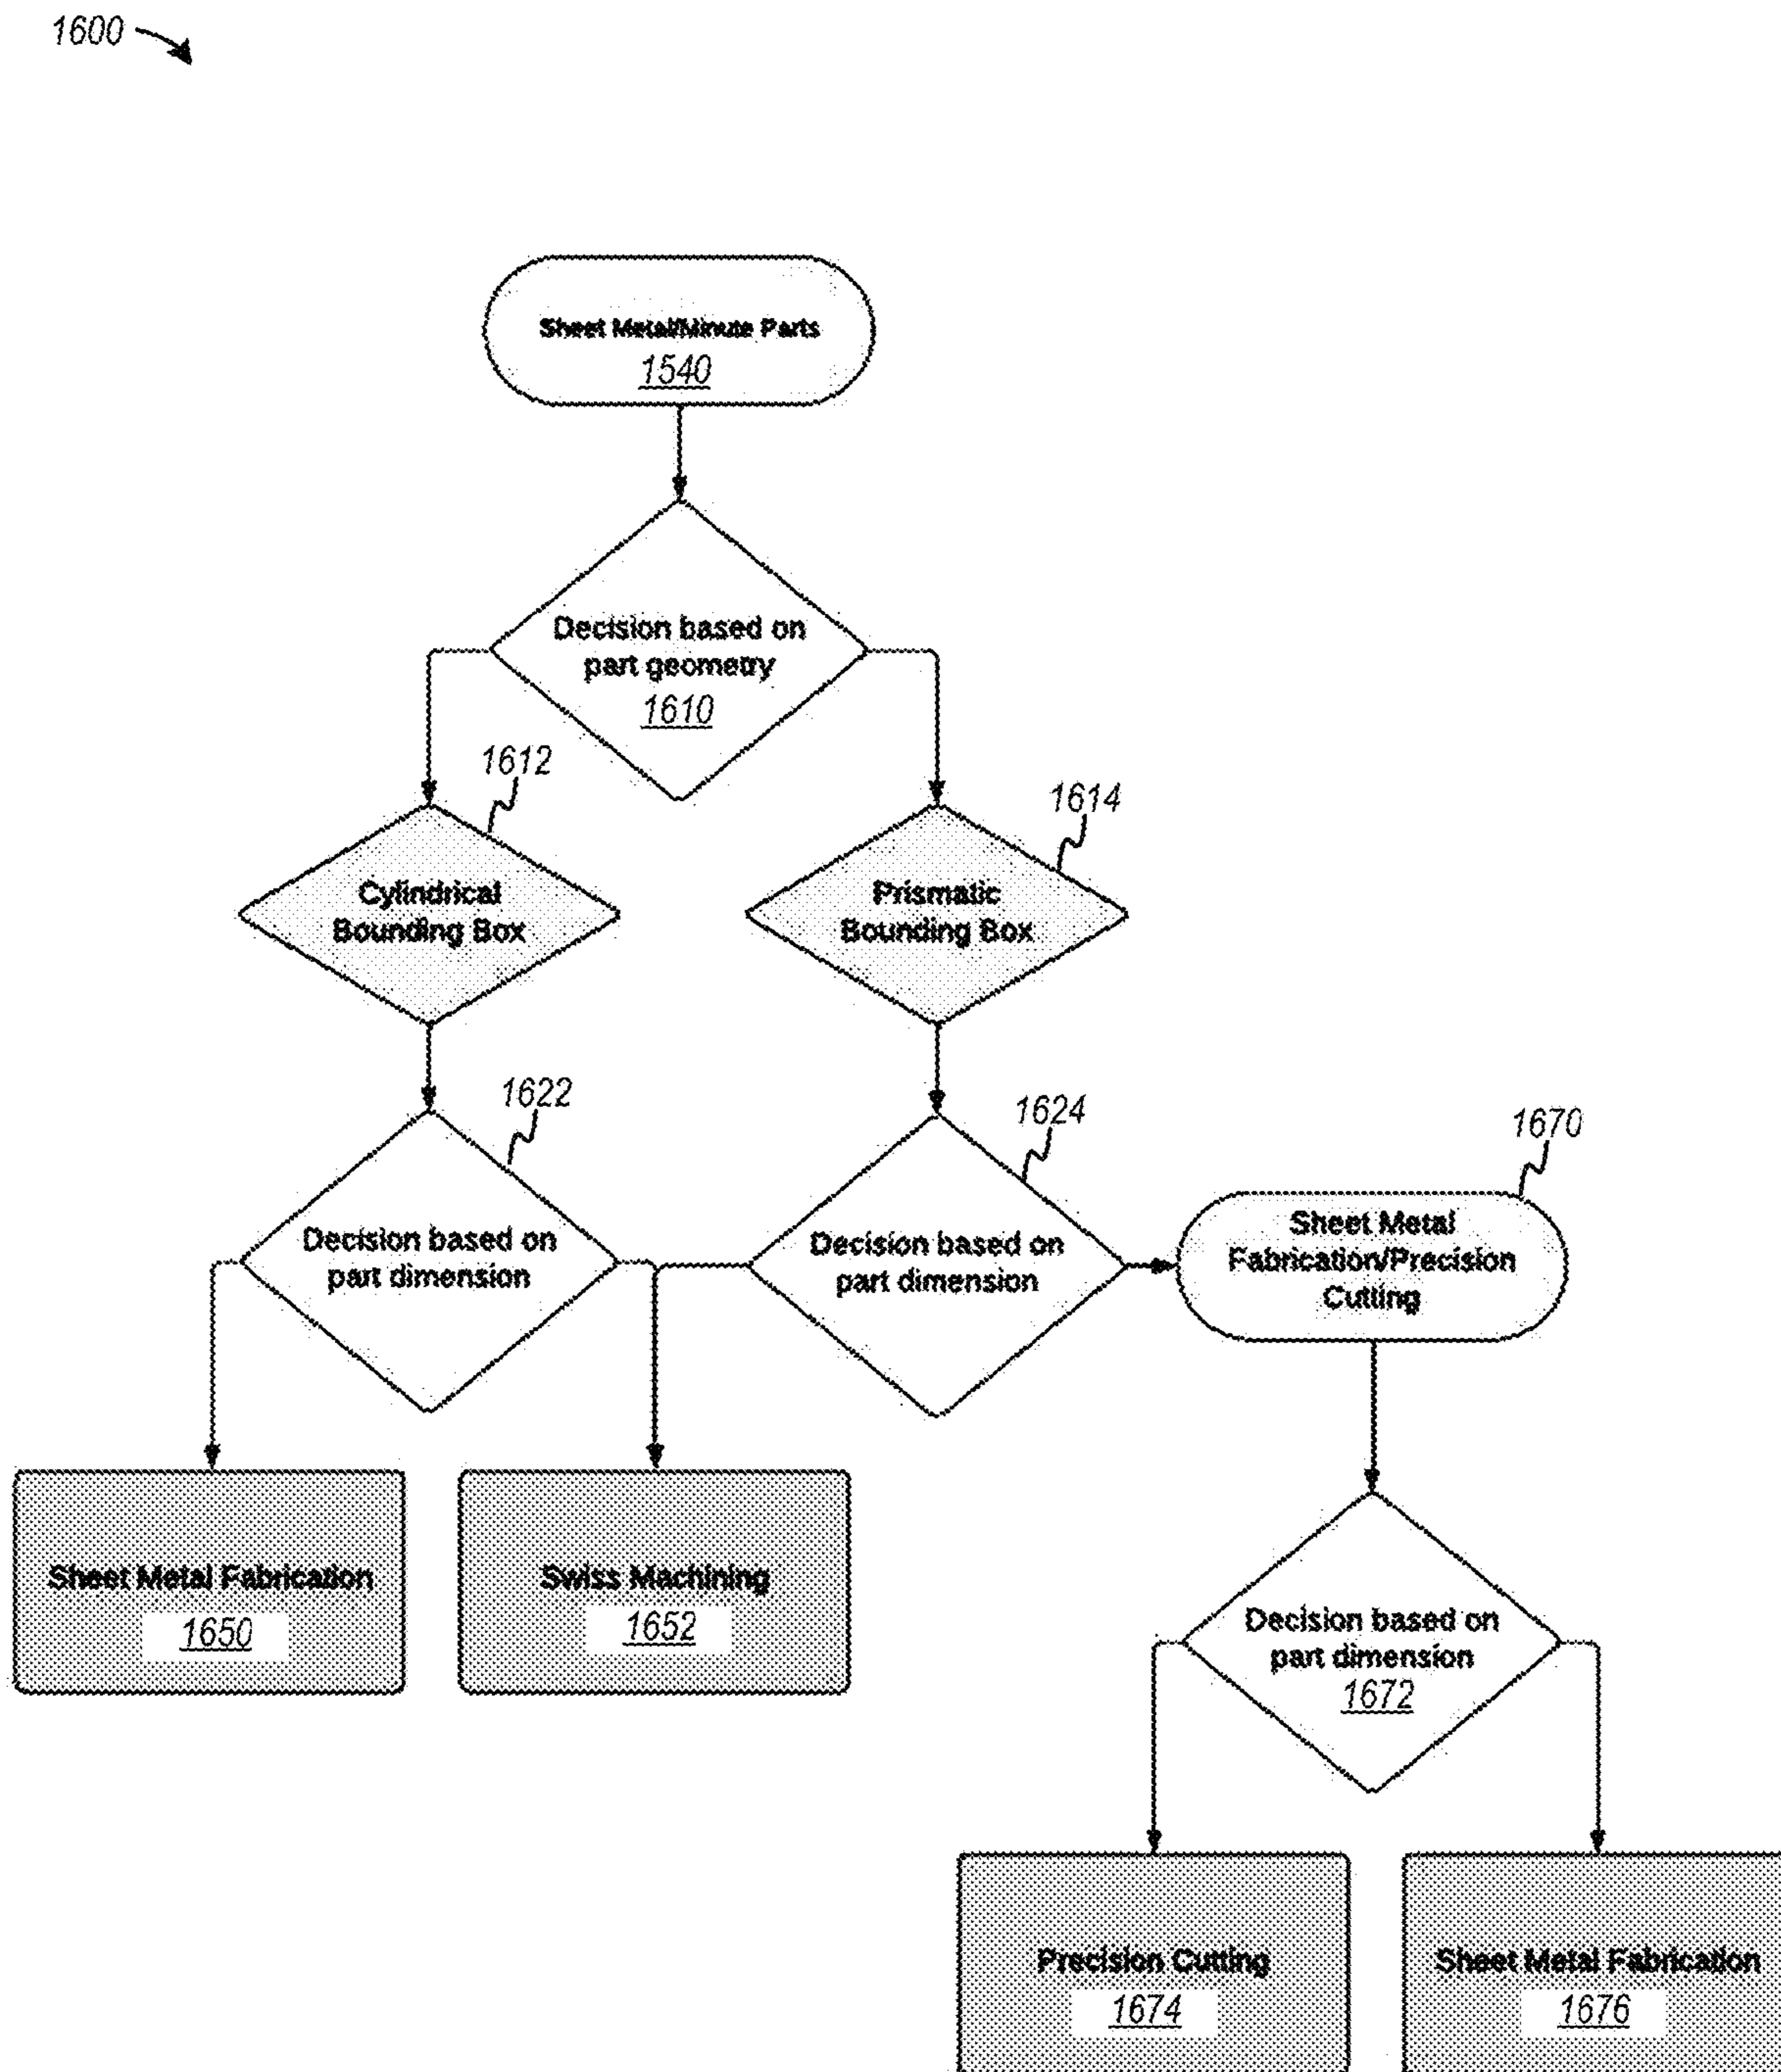 1600
Sheet Metal/Minute Parts
1540
Decision based on
part geometry
1610
1612
1614
Cylindrical
Bounding Box
Prismatic
Bounding Box
1622
1624
1670
Decision based on
part dimension
Decision based on
part dimension
Sheet Metal
Fabrication/Precision
Cutting
Sheet Metal Fabrication
1650
Swiss Machining
1652
Decision based on
part dimension
1672
Precision Cutting
1674
Sheet Metal Fabrication
1676